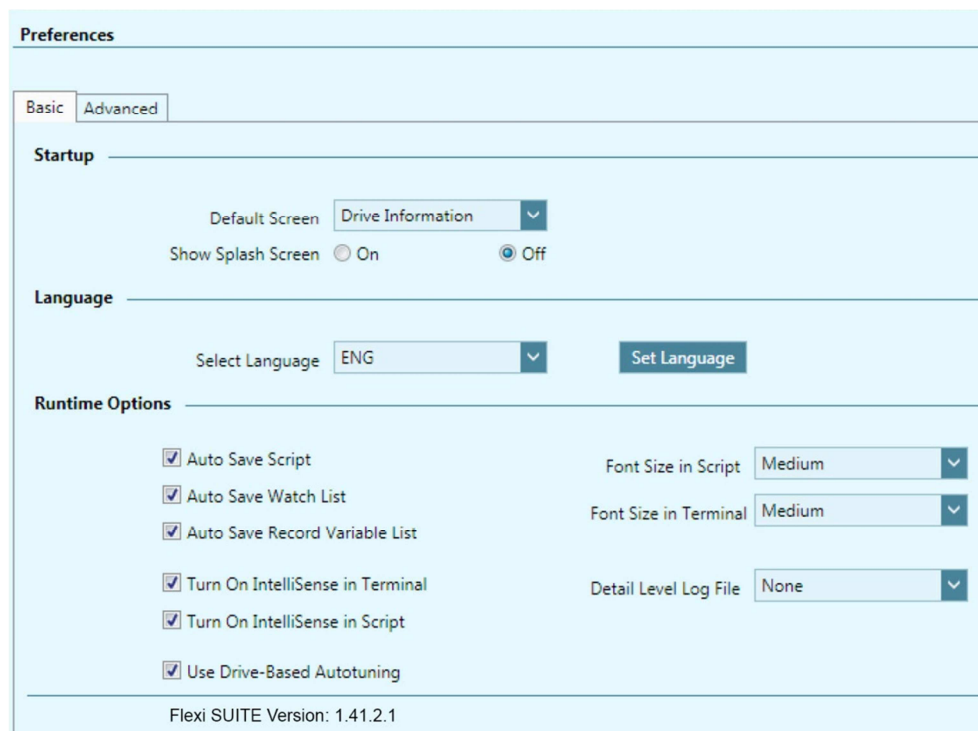 Preferences
Basic Advanced
Startup
Default Screen Drive Information
Show Splash Screen On Off
Language
Select Language ENG Set Language
Runtime Options
Auto Save Script Font Size in Script Medium
Auto Save Watch List
Font Size in Terminal Medium
Auto Save Record Variable List
Turn On IntelliSense in Terminal Detail Level Log File None
Turn On IntelliSense in Script
Use Drive-Based Autotuning
Flexi SUITE Version: 1.41.2.1